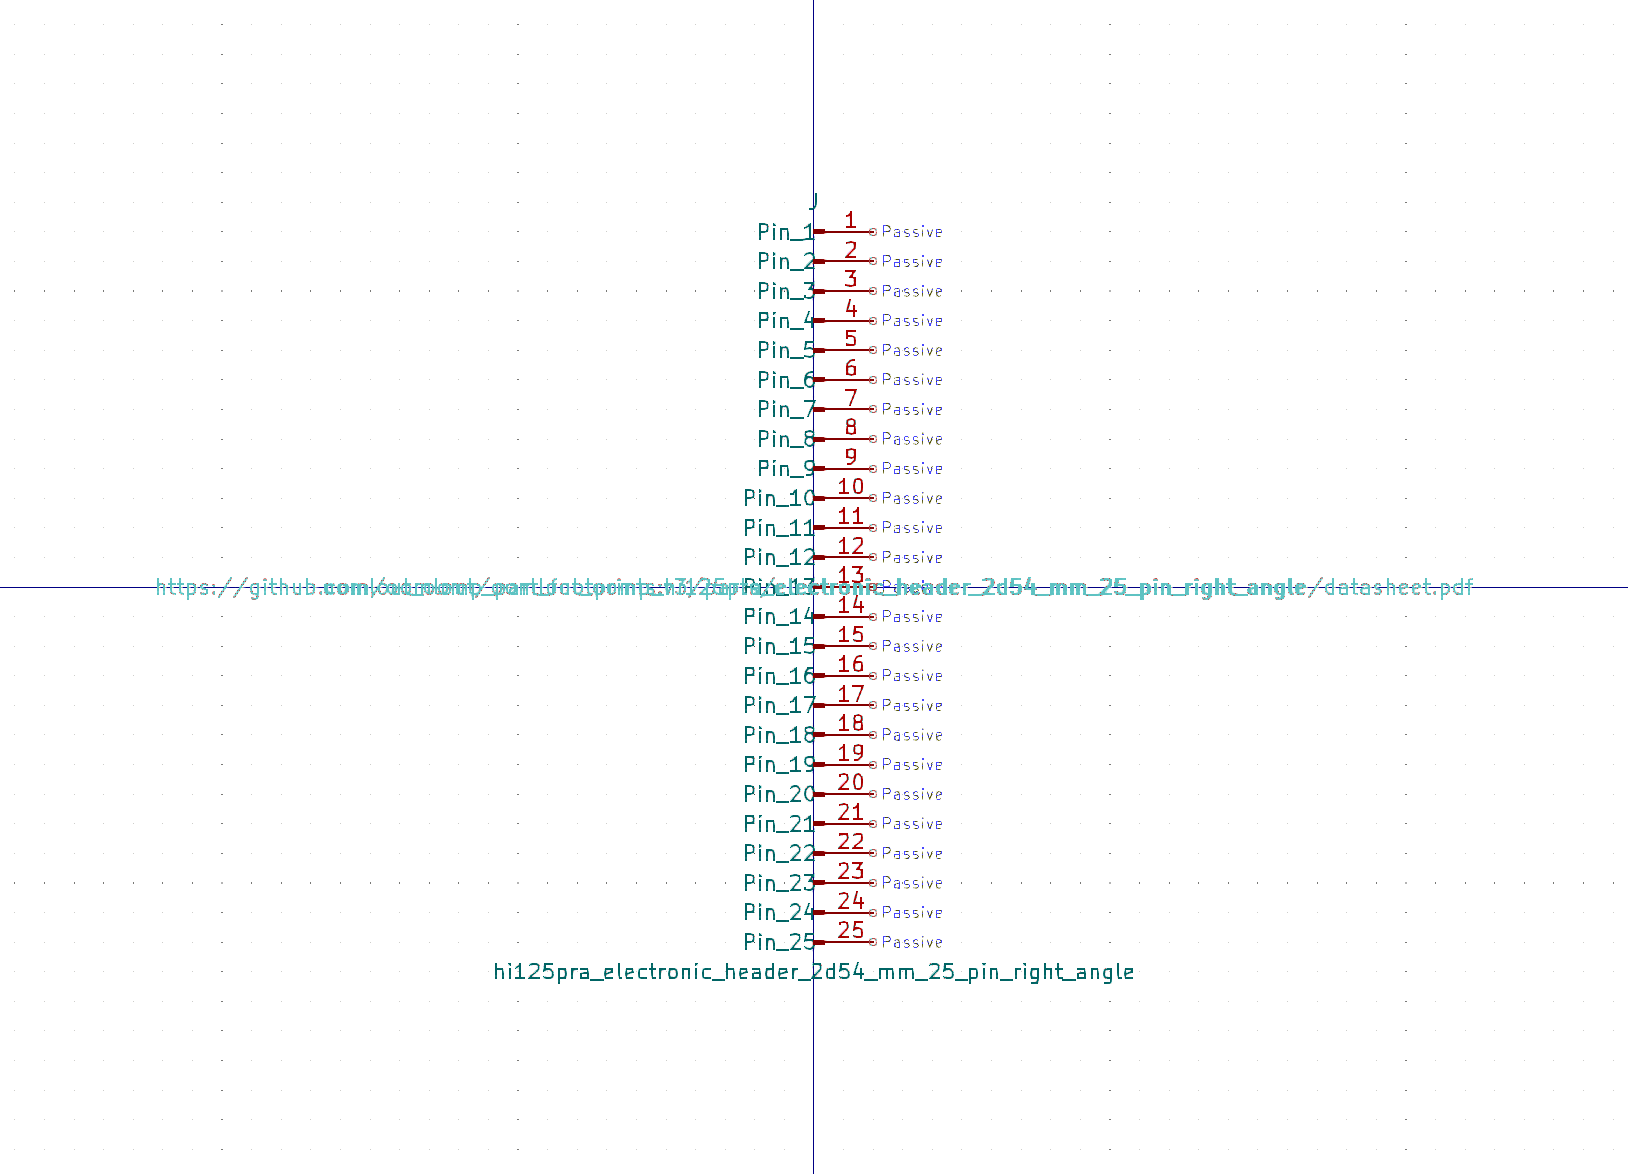 J
Pin_1 1 Passive
Pin_2 2 Passive
Pin_3 3 Passive
Pin_4 4 Passive
Pin_5 5 Passive
Pin_6 6 Passive
Pin_7 7 Passive
Pin_8 8 Passive
Pin_9 9 Passive
Pin_10 10 Passive
Pin_11 11 Passive
Pin_12 12 Passive
Pin_13 13 Passive
https://github.com/ electronic_header_2d54_mm_25_pin_right_angle/datasheet.pdf
Pin_14 14 Passive
Pin_15 15 Passive
Pin_16 16 Passive
Pin_17 17 Passive
Pin_18 18 Passive
Pin_19 19 Passive
Pin_20 20 Passive
Pin_21 21 Passive
Pin_22 22 Passive
Pin_23 23 Passive
Pin_24 24 Passive
Pin_25 25 Passive
hi125pra_electronic_header_2d54_mm_25_pin_right_angle